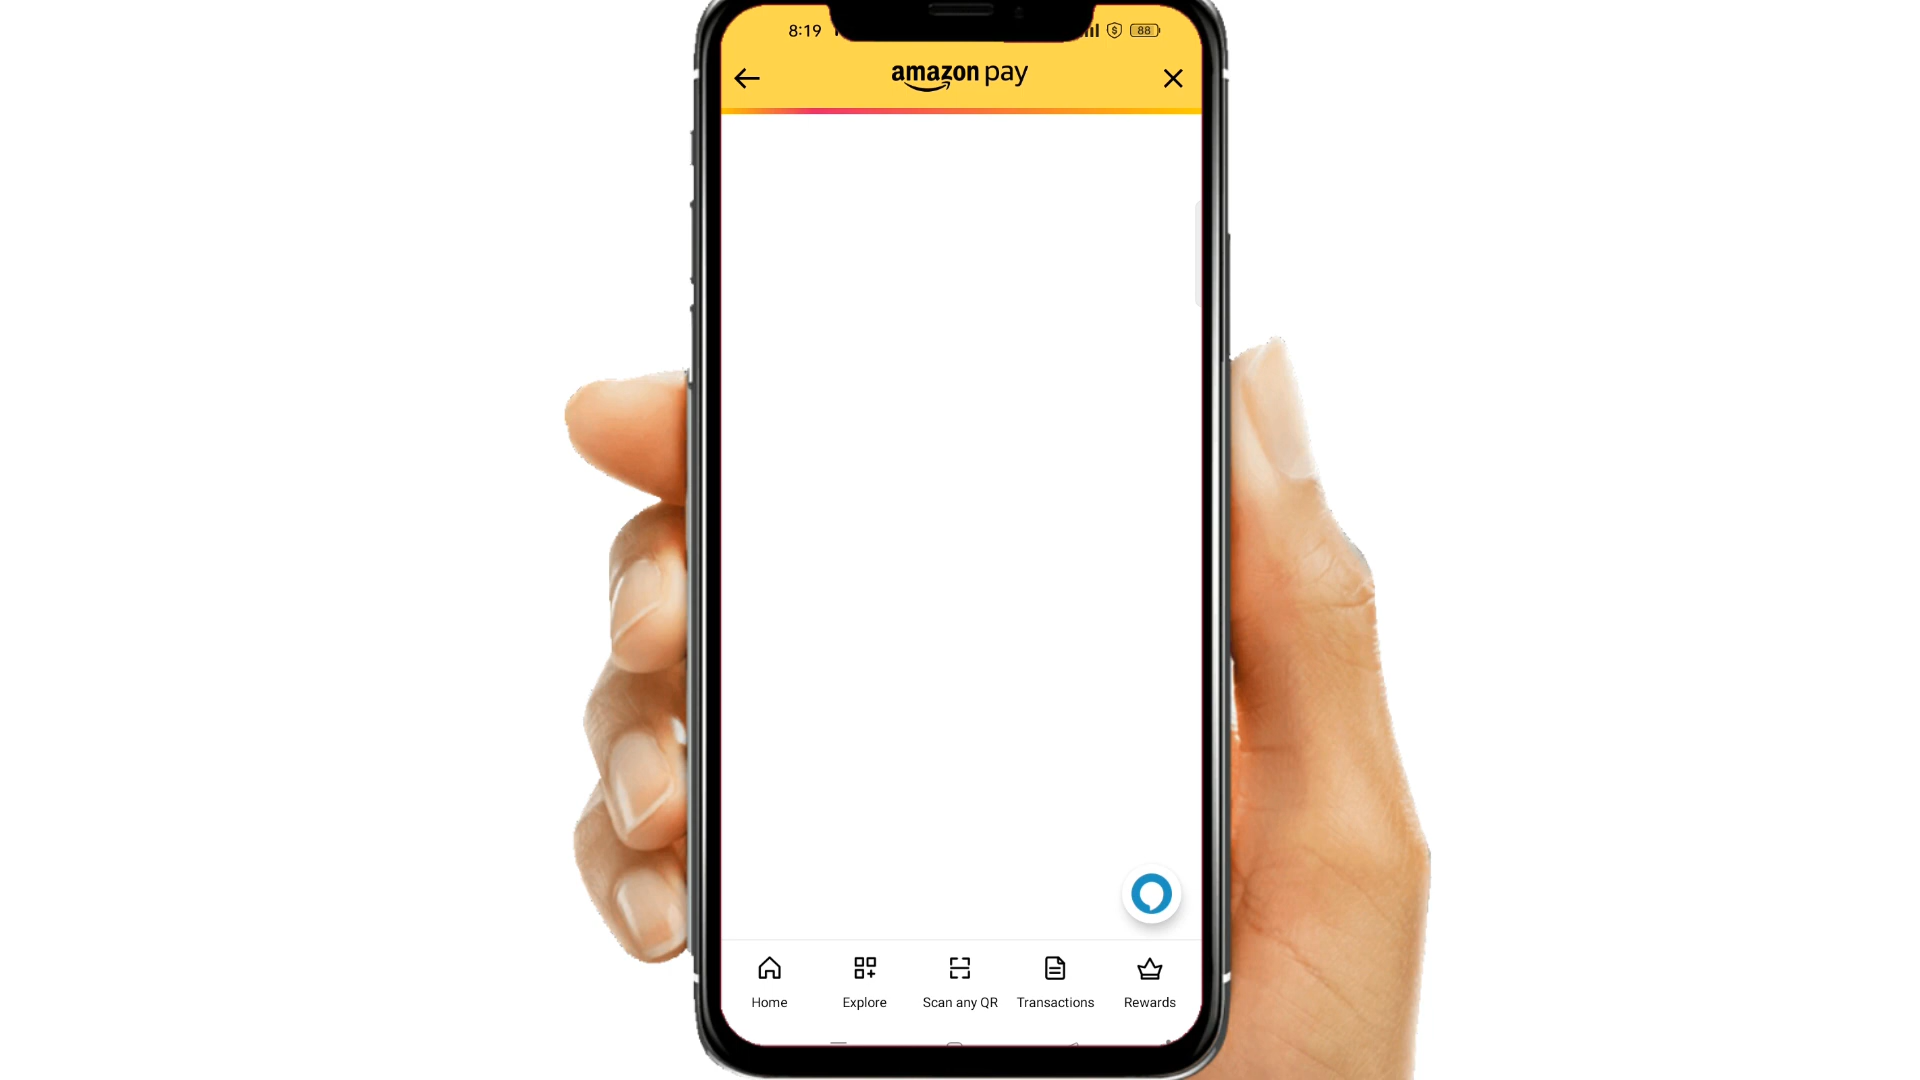 8:19
88
amazon pay
Home
Explore
Scan any QR
Transactions
Rewards